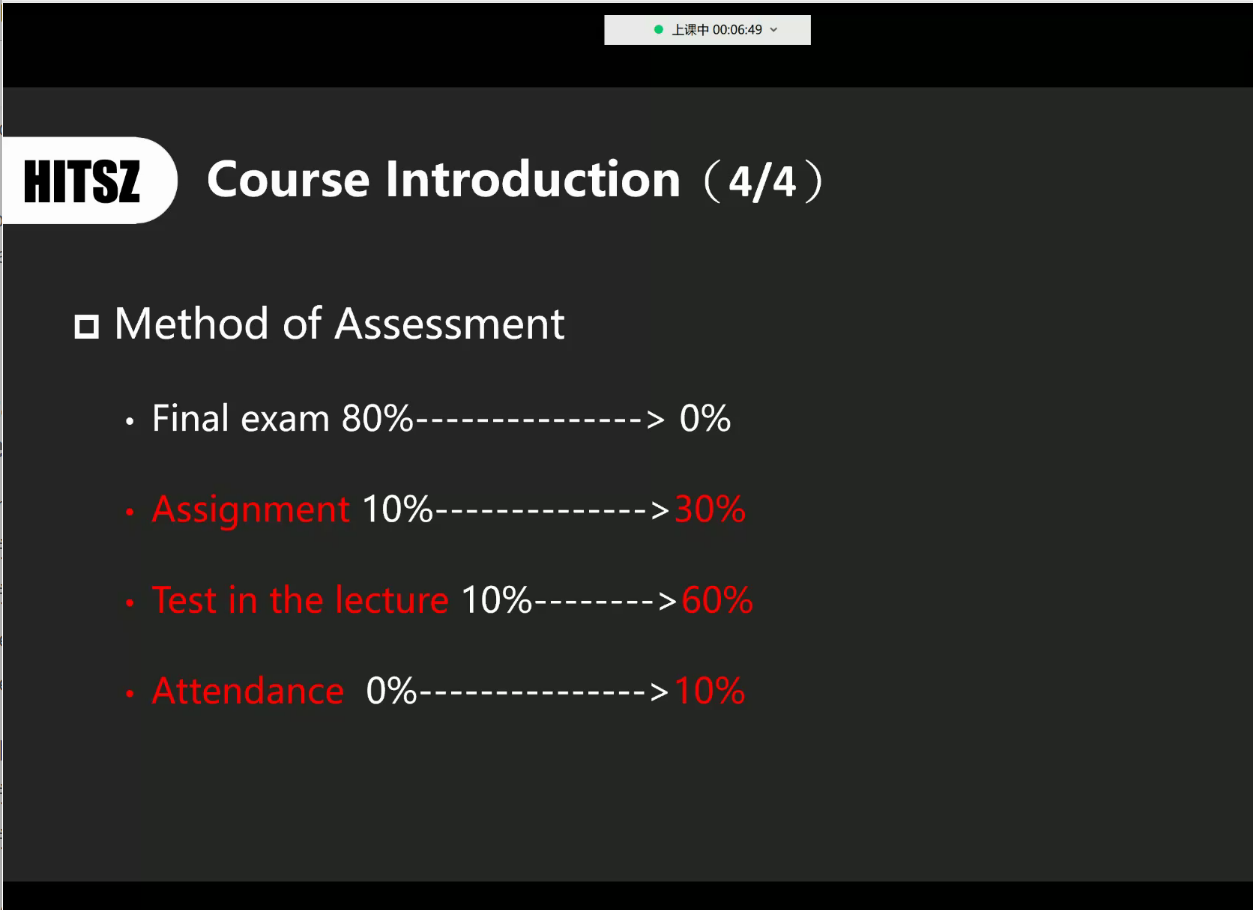 上课中 00:06:49
HITSZ
Course Introduction（4/4）
Method of Assessment
• Final exam 80%---------------> 0%
• Assignment 10%-------------->30%
• Test in the lecture 10%-------->60%
• Attendance 0%--------------->10%